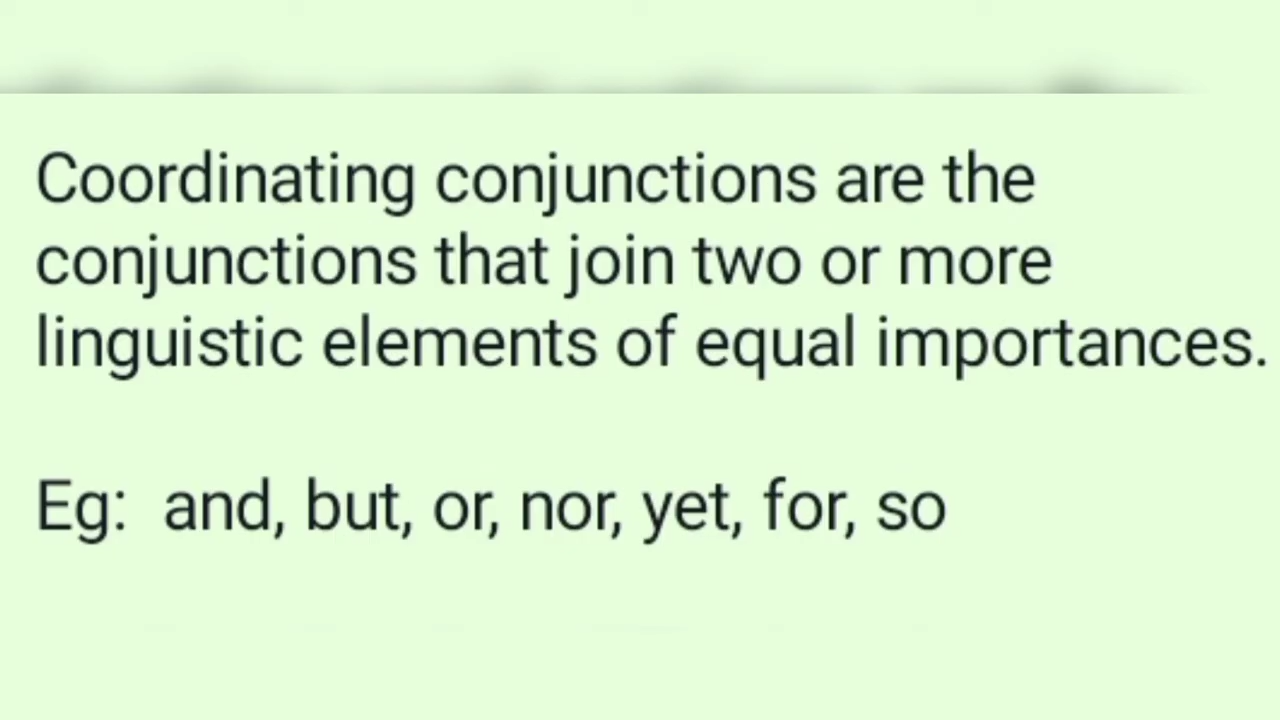 Coordinating conjunctions are the
conjunctions that join two or more
linguistic elements of equal importances.
Eg: and, but, or, nor, yet, for, so